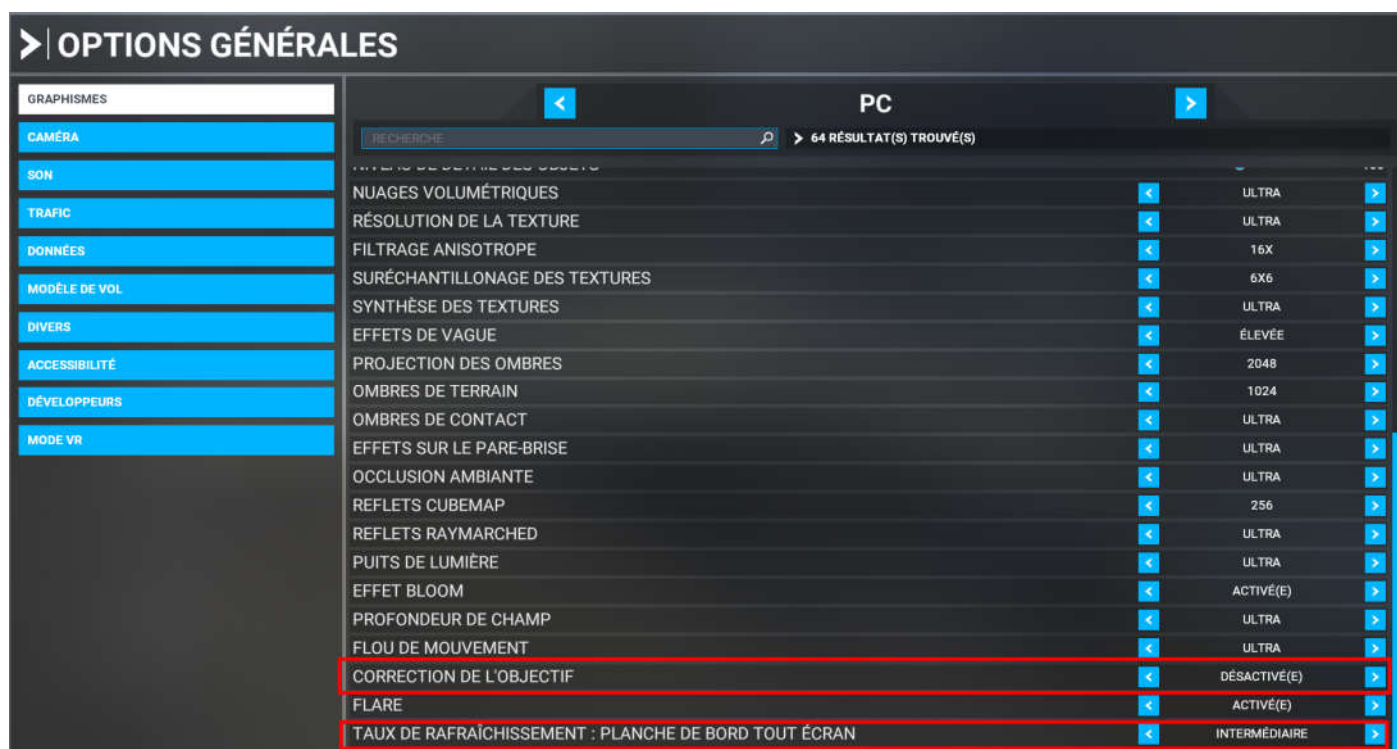 OPTIONS GÉNÉRALES
GRAPHISMES
CAMÉRA
SON
TRAFIC
DONNÉES
MODÈLE DE VOL
DIVERS
ACCESSIBILITÉ
DÉVELOPPEURS
MODE VR
PC
RECHERCHE
64 RÉSULTAT(S) TROUVÉ(S)
NIVEAU DE DÉTAIL DES OBJETS
NUAGES VOLUMÉTRIQUES ULTRA
RÉSOLUTION DE LA TEXTURE ULTRA
FILTRAGE ANISOTROPE 16X
SURÉCHANTILLONAGE DES TEXTURES 6X6
SYNTHÈSE DES TEXTURES ULTRA
EFFETS DE VAGUE ÉLEVÉE
PROJECTION DES OMBRES 2048
OMBRES DE TERRAIN 1024
OMBRES DE CONTACT ULTRA
EFFETS SUR LE PARE-BRISE ULTRA
OCCLUSION AMBIANTE ULTRA
REFLETS CUBEMAP 256
REFLETS RAYMARCHED ULTRA
PUITS DE LUMIÈRE ULTRA
EFFET BLOOM ACTIVÉ(E)
PROFONDEUR DE CHAMP ULTRA
FLOU DE MOUVEMENT ULTRA
CORRECTION DE L'OBJECTIF DÉSACTIVÉ(E)
FLARE ACTIVÉ(E)
TAUX DE RAFRAÎCHISSEMENT : PLANCHE DE BORD TOUT ÉCRAN INTERMÉDIAIRE